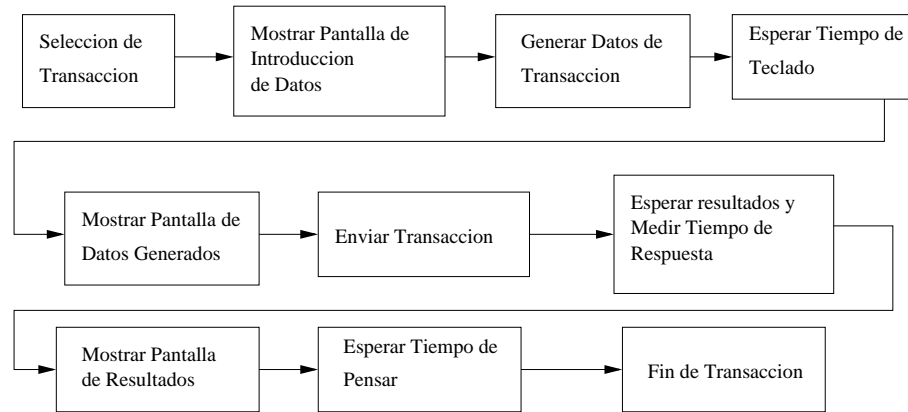 Seleccion de
Transaccion
Mostrar Pantalla de
Introduccion
de Datos
Generar Datos de
Transaccion
Esperar Tiempo de
Teclado
Mostrar Pantalla de
Datos Generados
Enviar Transaccion
Esperar resultados y
Medir Tiempo de
Respuesta
Mostrar Pantalla
de Resultados
Esperar Tiempo de
Pensar
Fin de Transaccion